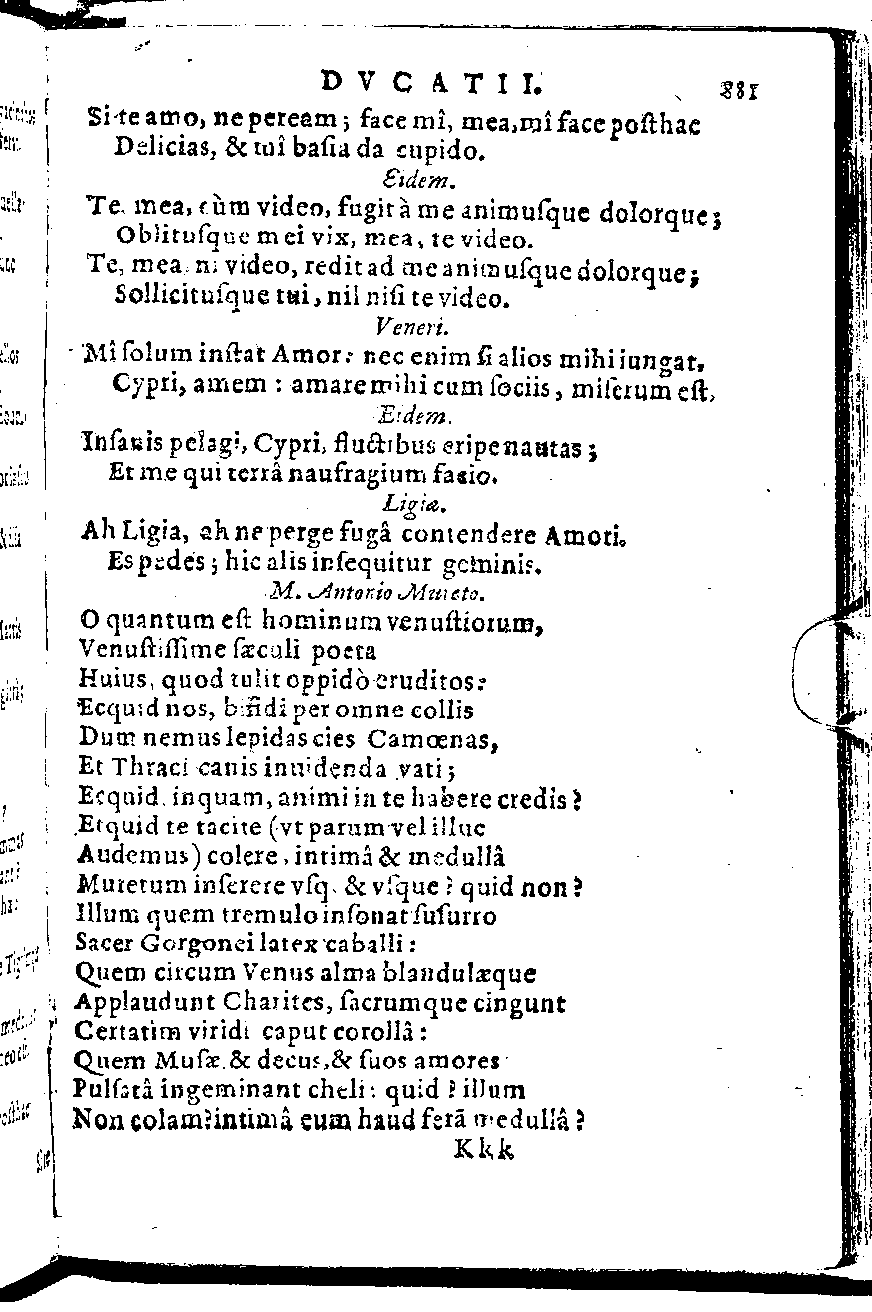 DVCATII. 881
Si te amo, ne peream; face mî, mea, mî face poſthac
Delicias, & tuî baſia da cupido.
Eidem.
Te, mea, cùm video, fugit à me animuſque dolorque;
Oblituſque mei vix, mea, te video.
Te, mea, ni video, redit ad me animuſque dolorque;
Sollicituſque tui, nil niſi te video.
Veneri.
Mî ſolum inſtat Amor: nec enim ſi alios mihi iungat,
Cypri, amem: amare mihi cum ſociis, miſerum eſt.
Eidem.
Inſanis pelagi, Cypri, fluctibus eripe nautas;
Et me qui terrâ naufragium facio.
Ligiæ.
Ah Ligia, ah ne perge fugâ contendere Amori.
Es pedes; hic alis inſequitur geminis.
M. Antonio Mureto.
O quantum eſt hominum venuſtiorum,
Venuſtiſſime ſæculi poeta
Huius, quod tulit oppidò eruditos:
Ecquid nos, bifidi per omne collis
Dum nemus lepidas cies Camœnas,
Et Thraci canis inuidenda vati;
Ecquid, inquam, animi in te habere credis?
Etquid te tacite (vt parum vel illuc
Audemus) colere, intimâ & medullâ
Muretum inſerere vſq. & vſque? quid non?
Illum quem tremulo inſonat ſuſurro
Sacer Gorgonei latex caballi:
Quem circum Venus alma blandulæque
Applaudunt Charites, ſacrumque cingunt
Certatim viridi caput corollâ:
Quem Muſæ & decus, & ſuos amores
Pulſatâ ingeminant cheli: quid? illum
Non colam? intimâ eum haud ferā medullâ?
Kkk